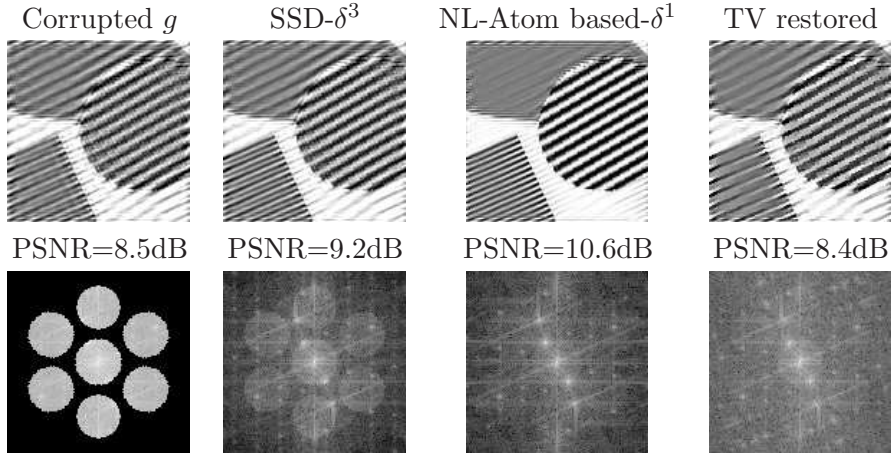 Corrupted g SSD-δ³ NL-Atom based-δ¹ TV restored
PSNR=8.5dB PSNR=9.2dB PSNR=10.6dB PSNR=8.4dB